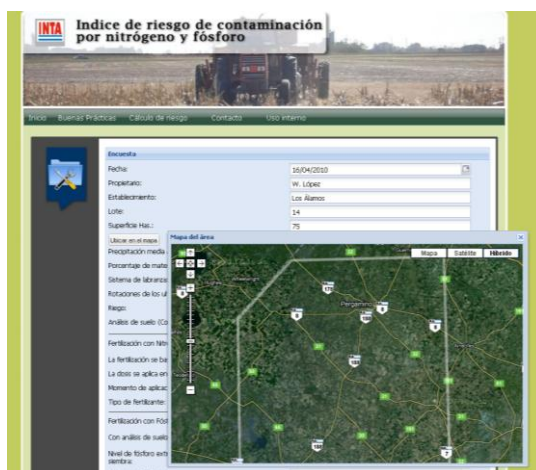 INTA
Indice de riesgo de contaminación
por nitrógeno y fósforo
Inicio Buenas Prácticas Cálculo de riesgo Contacto Uso interno
Encuesta
Fecha: 16/04/2010
Propietario: W. López
Establecimiento: Los Álamos
Lote: 14
Superficie Has.: 75
Ubicar en el mapa
Mapa del área
Mapa Satélite Híbrido
Precipitación media
Porcentaje de mate
Sistema de labranza
Rotaciones de los ul
Riego:
Análisis de suelo (Co
Pergamino
178
8
188
Fertilización con Nitr
La fertilización se ba
La dosis se aplica en
Momento de aplicac
Tipo de fertilizante:
Fertilización con Fós
Con análisis de suelo
Nivel de fósforo extr
siembra: